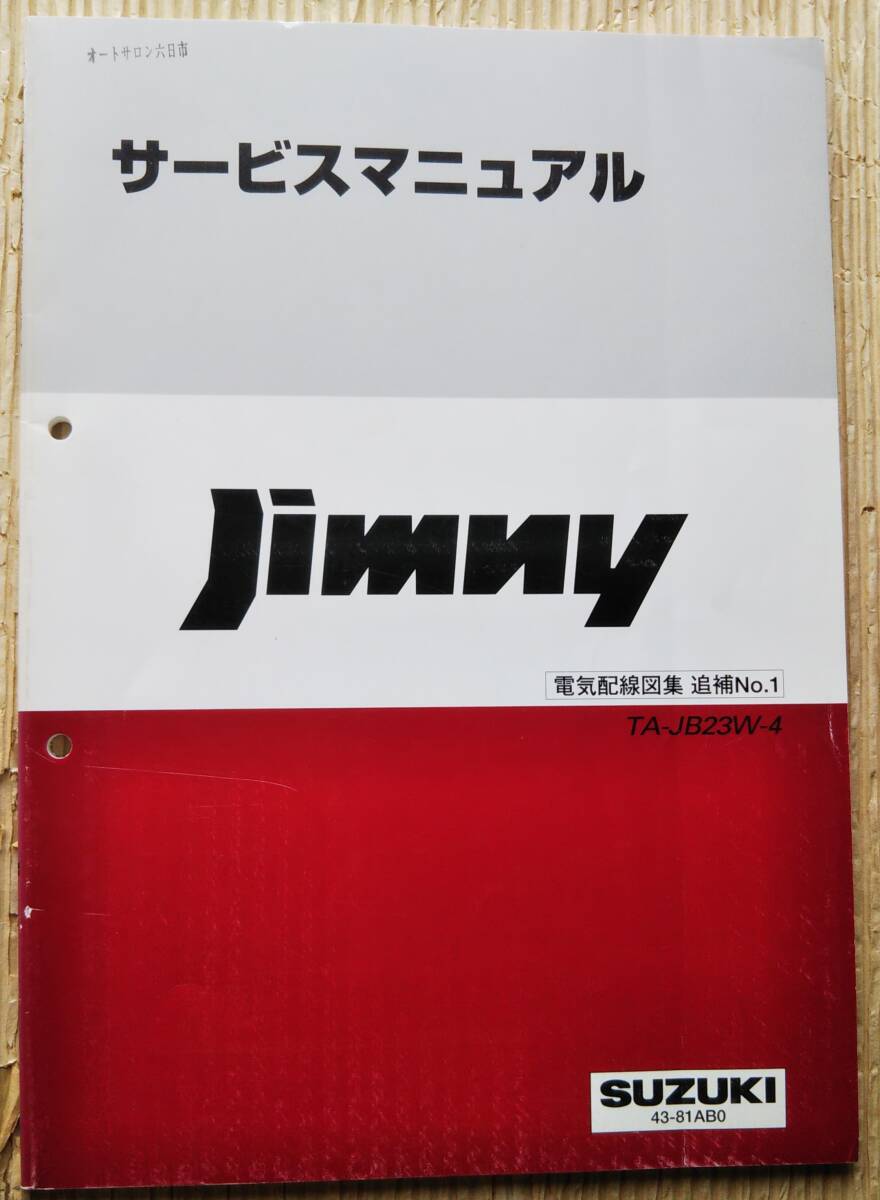 オートサロン六日市
サービスマニュアル
Jimny
電気配線図集 追補No.1
TA-JB23W-4
SUZUKI
43-81AB0